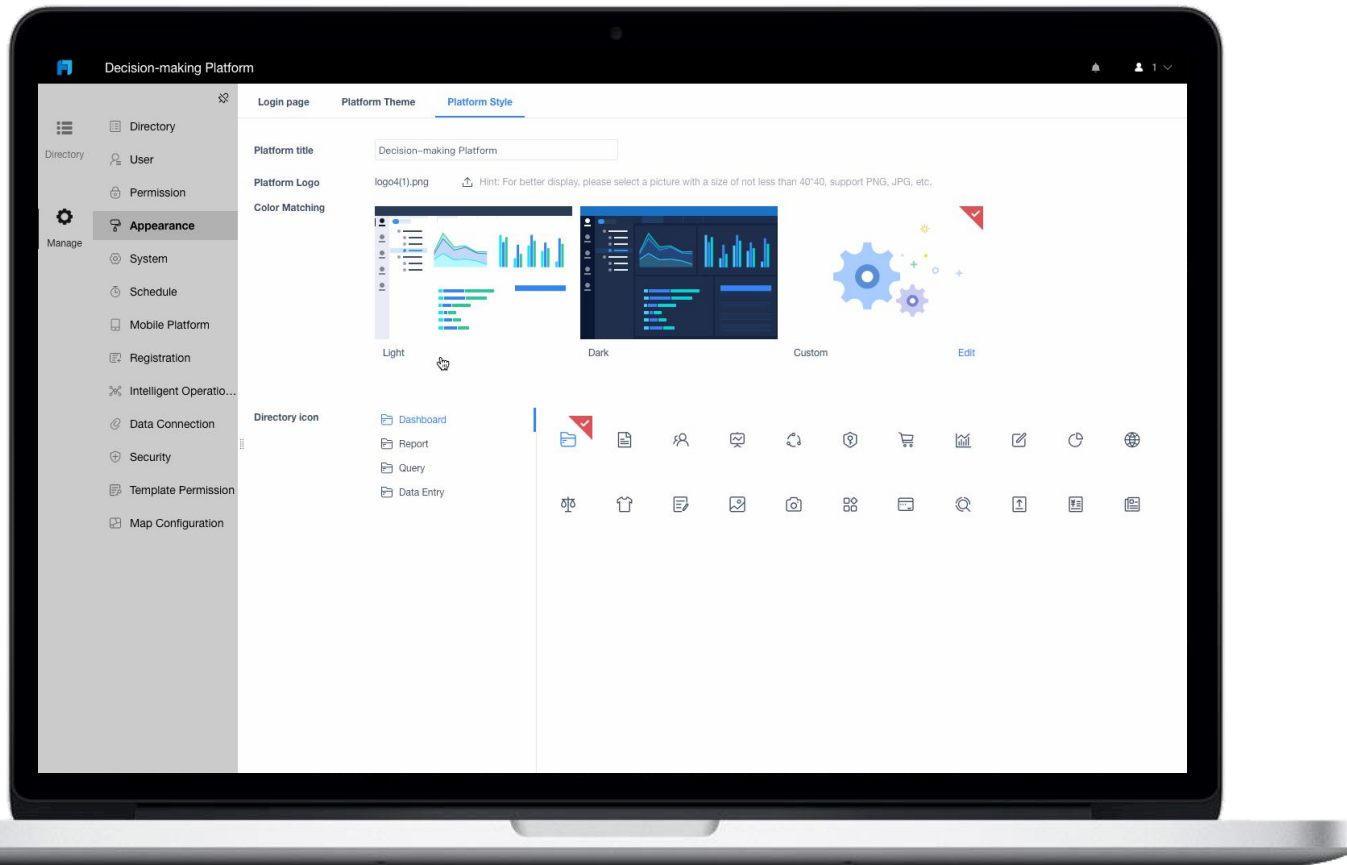 Decision-making Platform
1
Login page
Platform Theme
Platform Style
Directory
Manage
Directory
User
Permission
Appearance
System
Schedule
Mobile Platform
Registration
Intelligent Operatio...
Data Connection
Security
Template Permission
Map Configuration
Platform title
Decision-making Platform
Platform Logo
logo4(1).png
Hint: For better display, please select a picture with a size of not less than 40*40, support PNG, JPG, etc.
Color Matching
Light
Dark
Custom
Edit
Directory icon
Dashboard
Report
Query
Data Entry